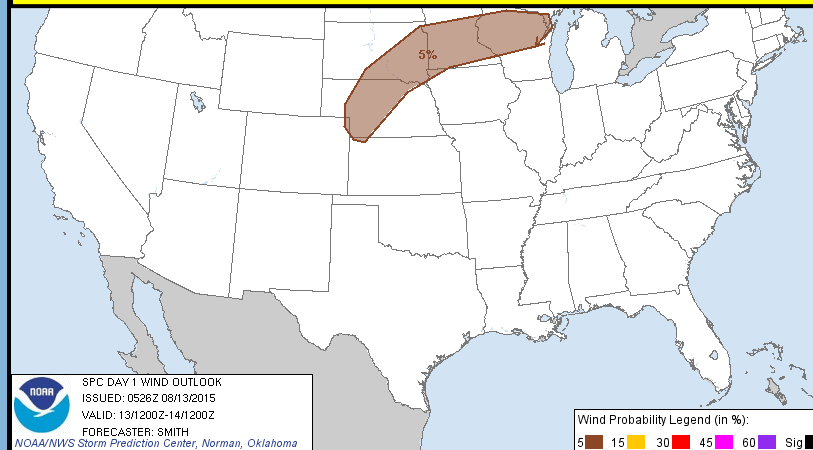 5%
NOAA
SPC DAY 1 WIND OUTLOOK
ISSUED: 0526Z 08/13/2015
VALID: 13/1200Z-14/1200Z
FORECASTER: SMITH
NOAA/NWS Storm Prediction Center, Norman, Oklahoma
Wind Probability Legend (in %):
5 15 30 45 60 Sig